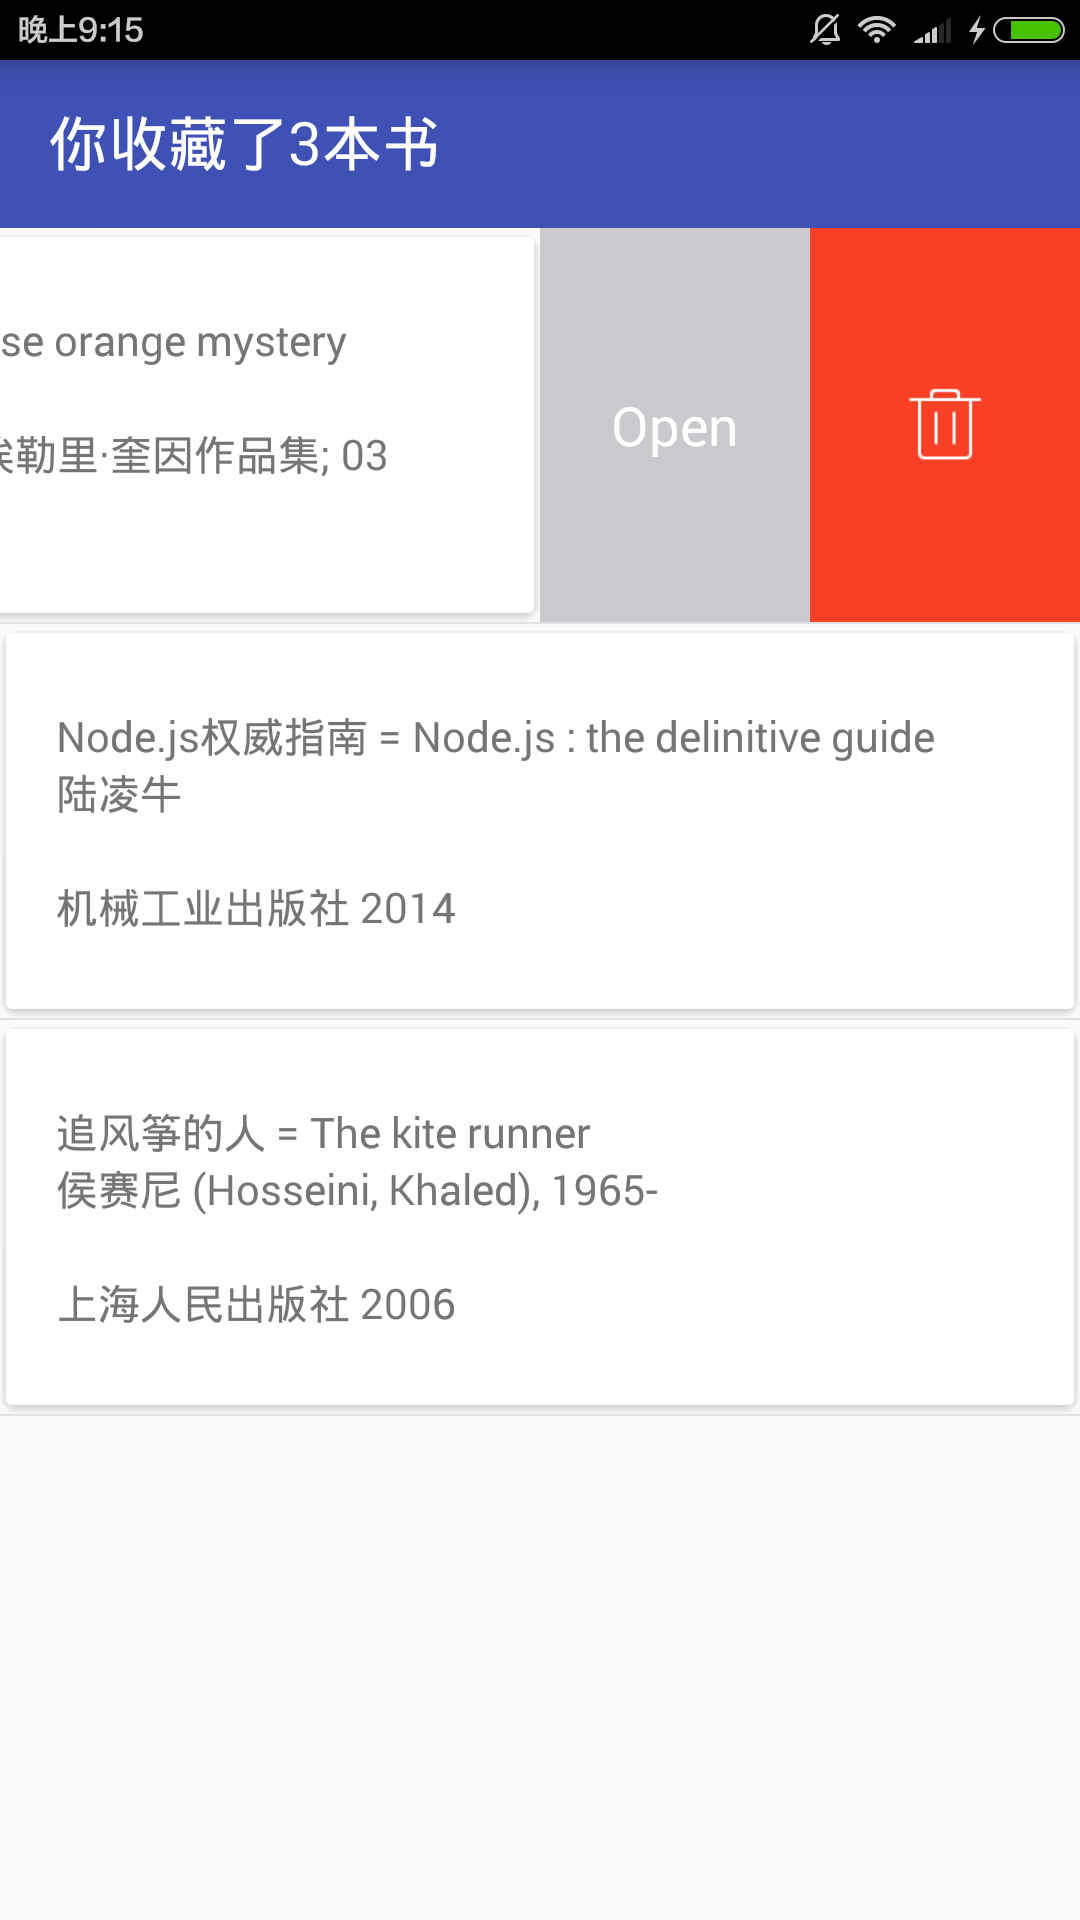 晚上9:15
你收藏了3本书
se orange mystery
勒里·奎因作品集; 03
Open
Node.js权威指南 = Node.js : the delinitive guide
陆凌牛
机械工业出版社 2014
追风筝的人 = The kite runner
侯赛尼 (Hosseini, Khaled), 1965-
上海人民出版社 2006